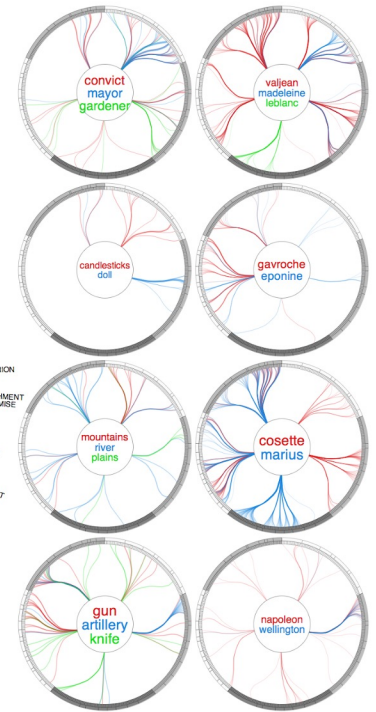 convict
mayor
gardener
valjean
madeleine
leblanc
candlesticks
doll
gavroche
eponine
mountains
river
plains
cosette
marius
gun
artillery
knife
napoleon
wellington